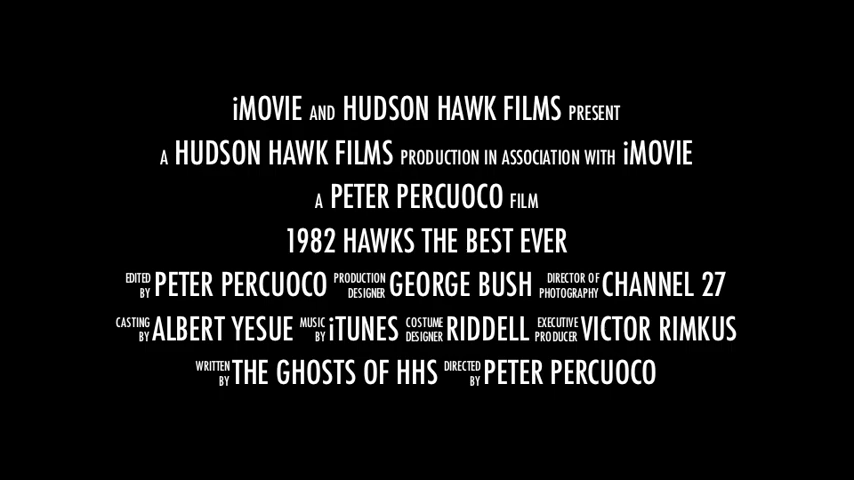 iMOVIE AND HUDSON HAWK FILMS PRESENT
A HUDSON HAWK FILMS PRODUCTION IN ASSOCIATION WITH iMOVIE
A PETER PERCUOCO FILM
1982 HAWKS THE BEST EVER
EDITED BY PETER PERCUOCO PRODUCTION DESIGNER GEORGE BUSH DIRECTOR OF PHOTOGRAPHY CHANNEL 27
CASTING BY ALBERT YESUE MUSIC BY iTUNES COSTUME DESIGNER RIDDELL EXECUTIVE PRODUCER VICTOR RIMKUS
WRITTEN BY THE GHOSTS OF HHS DIRECTED BY PETER PERCUOCO